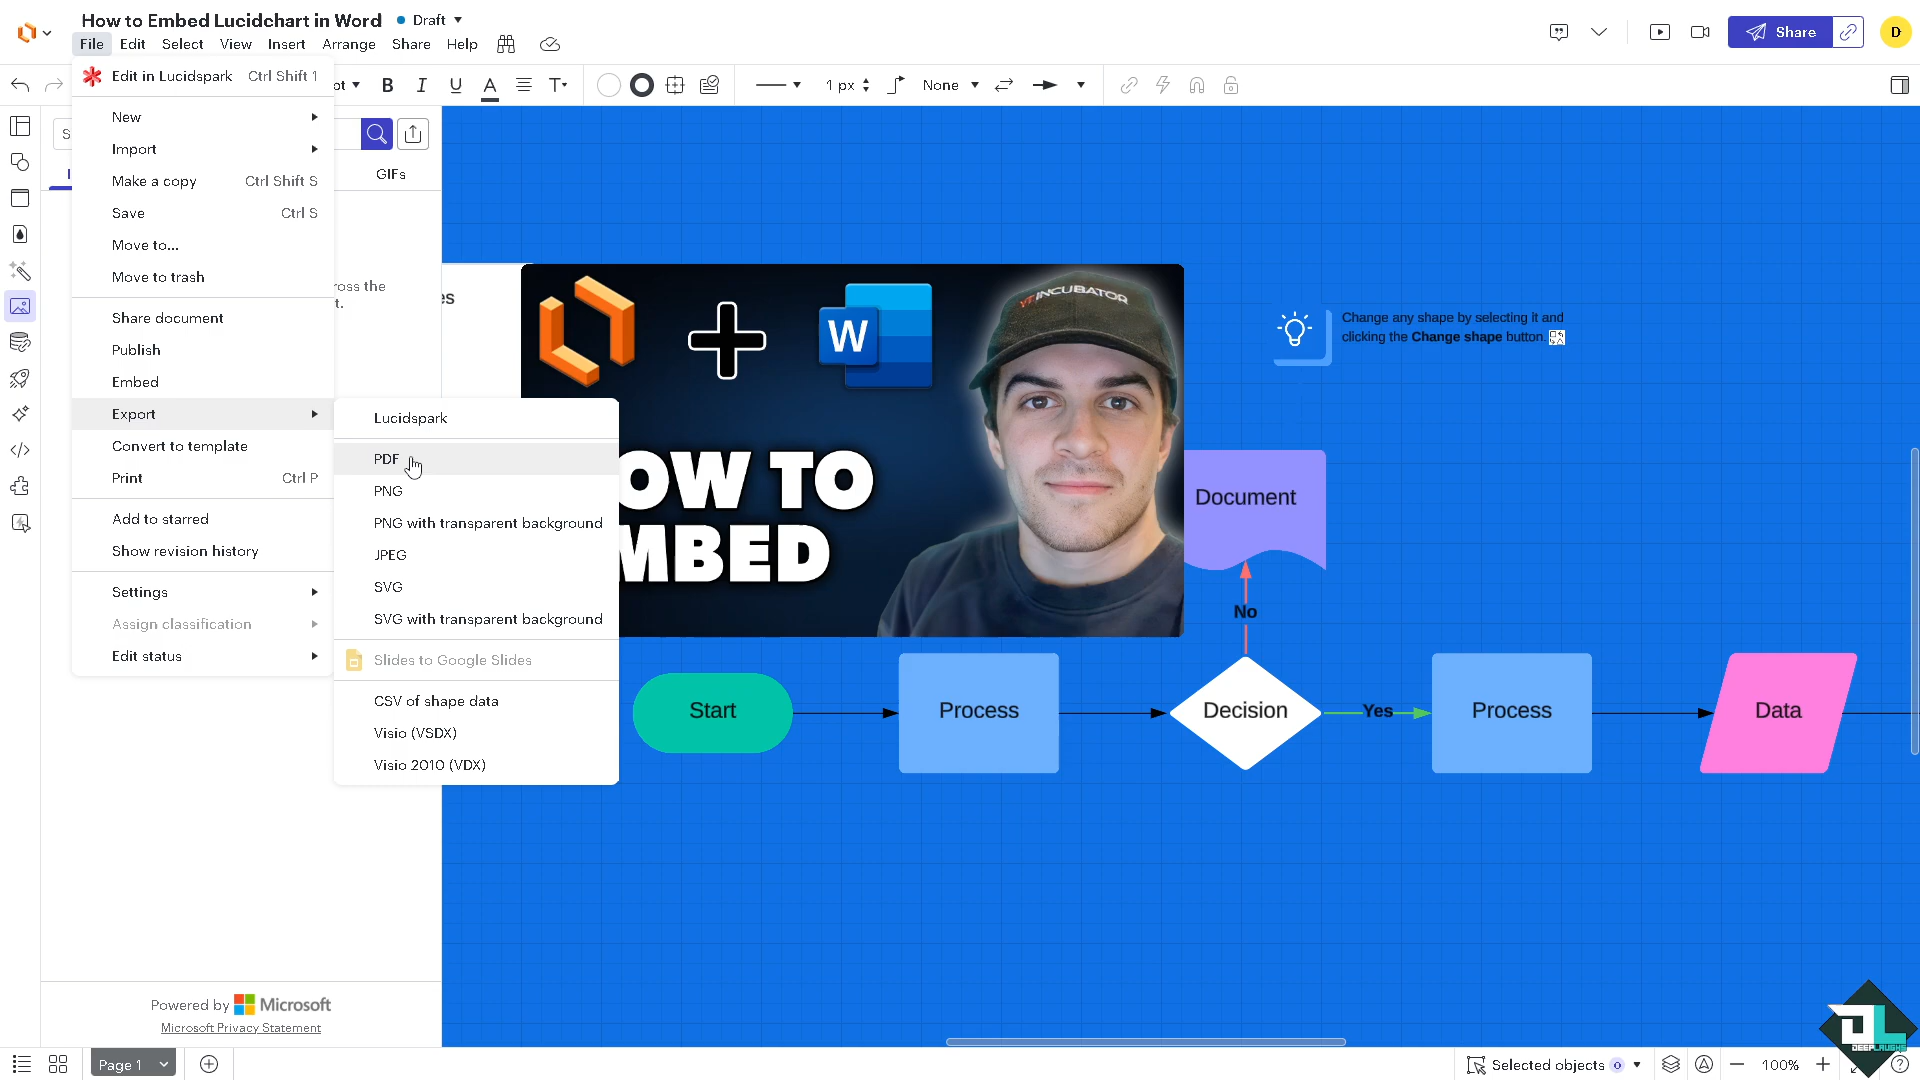 How to Embed Lucidchart in Word
Draft
File Edit Select View Insert Arrange Share Help
Share
D
Edit in Lucidspark Ctrl Shift 1
ot
B I U A T
1 px
None
New
Import
Make a copy Ctrl Shift S
Save Ctrl S
Move to...
Move to trash
Share document
Publish
Embed
Export
Convert to template
Print Ctrl P
Add to starred
Show revision history
Settings
Assign classification
Edit status
S
GIFs
ross the
t.
es
Lucidspark
PDF
PNG
PNG with transparent background
JPEG
SVG
SVG with transparent background
Slides to Google Slides
CSV of shape data
Visio (VSDX)
Visio 2010 (VDX)
W
INCUBATOR
OW TO
MBED
Change any shape by selecting it and
clicking the Change shape button.
Document
No
Start
Process
Decision
Yes
Process
Data
Powered by Microsoft
Microsoft Privacy Statement
DEEPLAUGHS
Page 1
Selected objects 0
100%